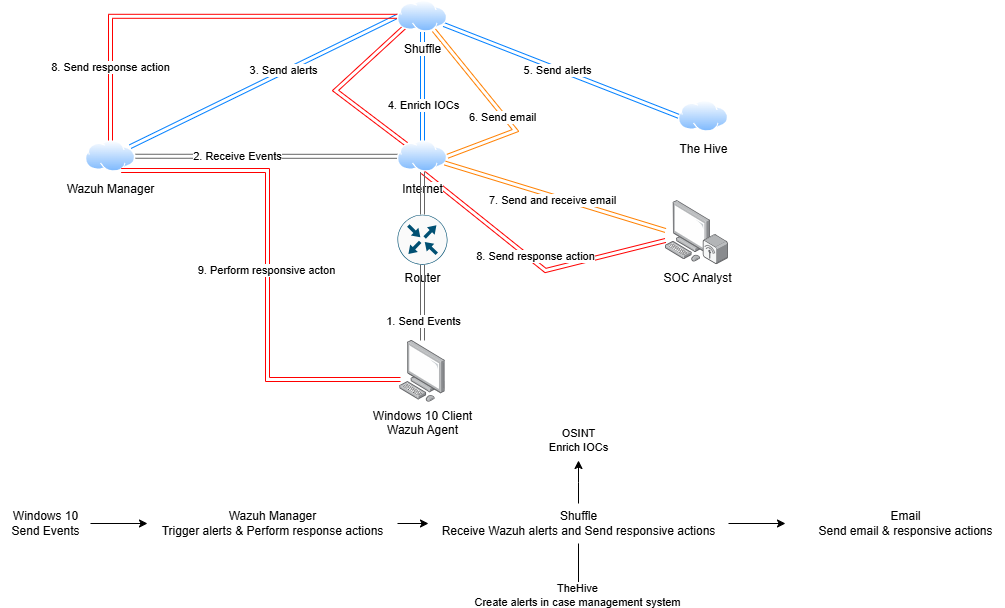 Shuffle
8. Send response action
3. Send alerts
5. Send alerts
4. Enrich IOCs
6. Send email
The Hive
2. Receive Events
Wazuh Manager
Internet
7. Send and receive email
8. Send response action
9. Perform responsive acton
Router
SOC Analyst
1. Send Events
Windows 10 Client
Wazuh Agent
OSINT
Enrich IOCs
Windows 10
Send Events
Wazuh Manager
Trigger alerts & Perform response actions
Shuffle
Receive Wazuh alerts and Send responsive actions
Email
Send email & responsive actions
TheHive
Create alerts in case management system